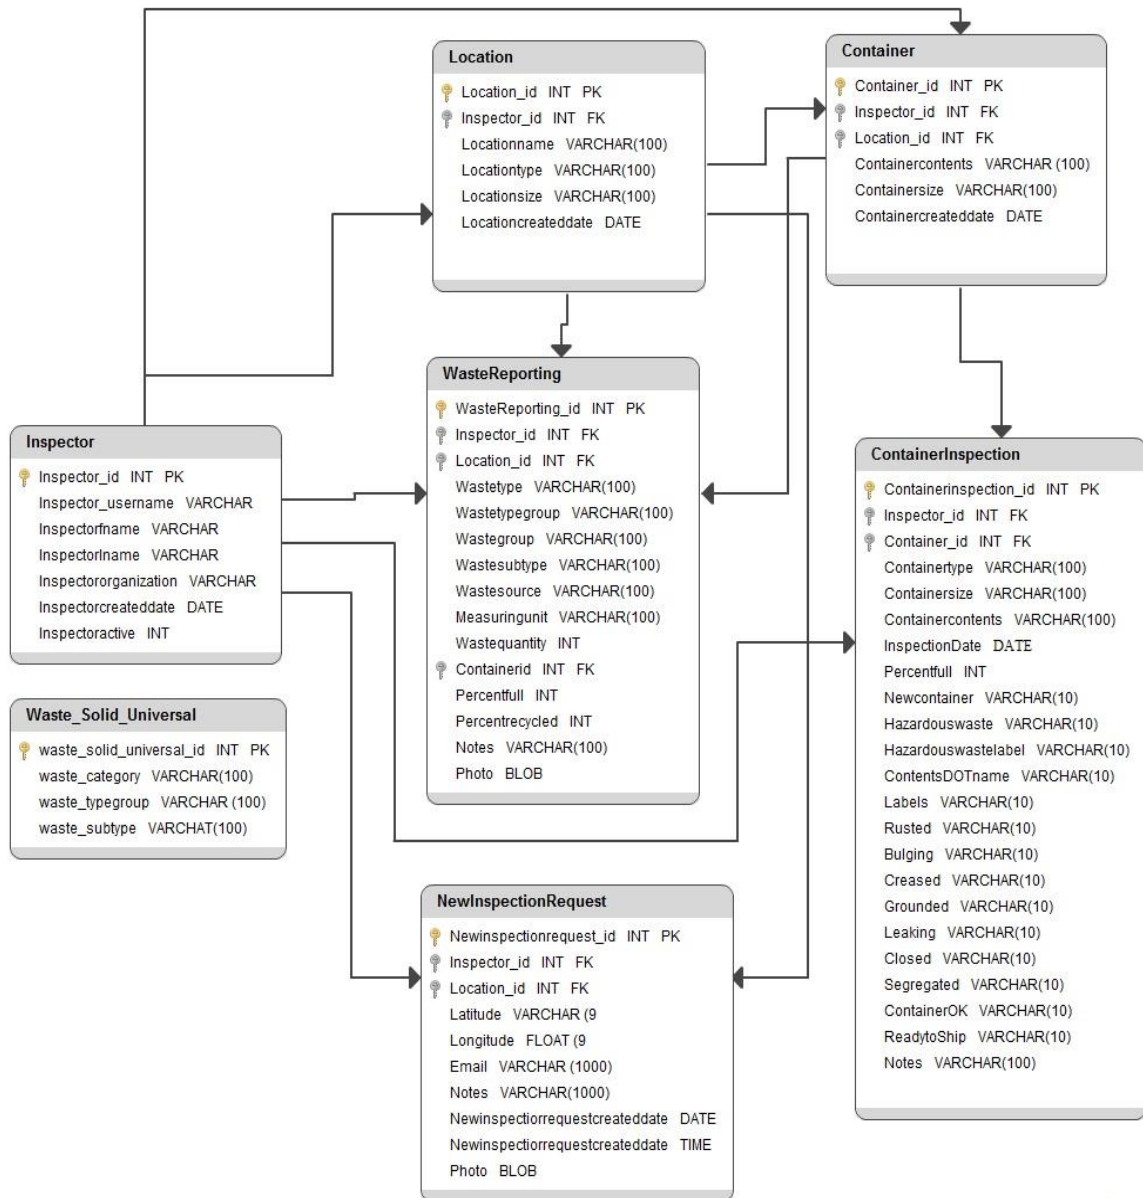 Location
Location_id INT PK
Inspector_id INT FK
Locationname VARCHAR(100)
Locationtype VARCHAR(100)
Locationsize VARCHAR(100)
Locationcreateddate DATE
Container
Container_id INT PK
Inspector_id INT FK
Location_id INT FK
Containercontents VARCHAR (100)
Containersize VARCHAR(100)
Containercreateddate DATE
WasteReporting
WasteReporting_id INT PK
Inspector_id INT FK
Location_id INT FK
Wastetype VARCHAR(100)
Wastetypegroup VARCHAR(100)
Wastegroup VARCHAR(100)
Wastesubtype VARCHAR(100)
Wastesource VARCHAR(100)
Measuringunit VARCHAR(100)
Wastequantity INT
Containerid INT FK
Percentfull INT
Percentrecycled INT
Notes VARCHAR(100)
Photo BLOB
Inspector
Inspector_id INT PK
Inspector_username VARCHAR
Inspectorfname VARCHAR
Inspectorlname VARCHAR
Inspectororganization VARCHAR
Inspectorcreateddate DATE
Inspectoractive INT
ContainerInspection
Containerinspection_id INT PK
Inspector_id INT FK
Container_id INT FK
Containertype VARCHAR(100)
Containersize VARCHAR(100)
Containercontents VARCHAR(100)
InspectionDate DATE
Percentfull INT
Newcontainer VARCHAR(10)
Hazardouswaste VARCHAR(10)
Hazardouswastelabel VARCHAR(10)
ContentsDOTname VARCHAR(10)
Labels VARCHAR(10)
Rusted VARCHAR(10)
Bulging VARCHAR(10)
Creased VARCHAR(10)
Grounded VARCHAR(10)
Leaking VARCHAR(10)
Closed VARCHAR(10)
Segregated VARCHAR(10)
ContainerOK VARCHAR(10)
ReadytoShip VARCHAR(10)
Notes VARCHAR(100)
Waste_Solid_Universal
waste_solid_universal_id INT PK
waste_category VARCHAR(100)
waste_typegroup VARCHAR (100)
waste_subtype VARCHAT(100)
NewInspectionRequest
Newinspectionrequest_id INT PK
Inspector_id INT FK
Location_id INT FK
Latitude VARCHAR (9
Longitude FLOAT (9
Email VARCHAR (1000)
Notes VARCHAR(1000)
Newinspectiorrequestcreateddate DATE
Newinspectiorrequestcreateddate TIME
Photo BLOB